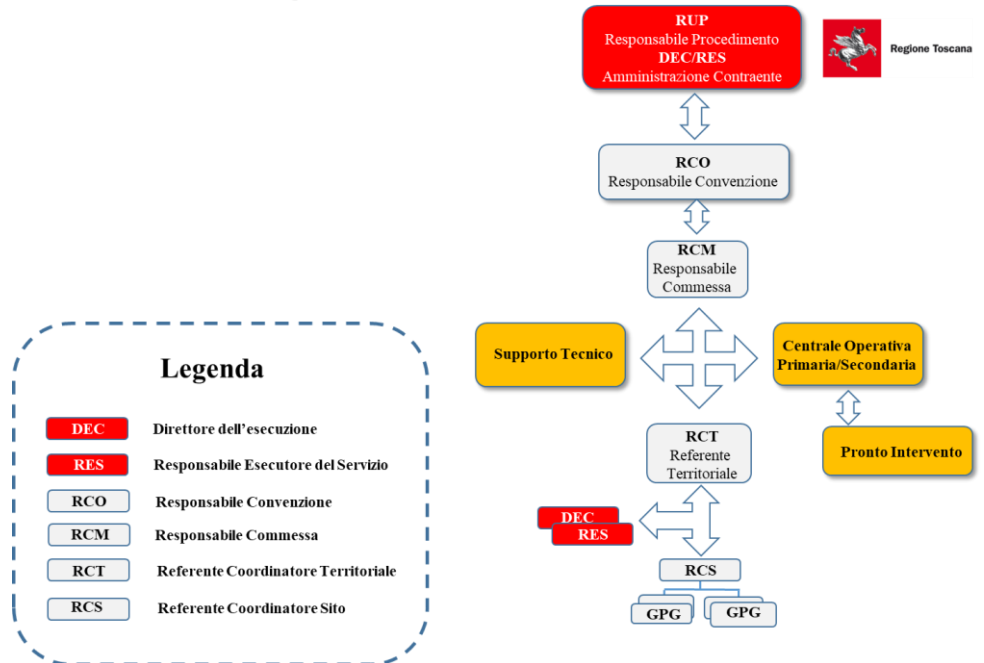 RUP
Responsabile Procedimento
DEC/RES
Amministrazione Contraente
Regione Toscana
RCO
Responsabile Convenzione
RCM
Responsabile
Commessa
Supporto Tecnico
Centrale Operativa
Primaria/Secondaria
RCT
Referente
Territoriale
Pronto Intervento
DEC
RES
RCS
GPG
GPG
Legenda
DEC Direttore dell'esecuzione
RES Responsabile Esecutore del Servizio
RCO Responsabile Convenzione
RCM Responsabile Commessa
RCT Referente Coordinatore Territoriale
RCS Referente Coordinatore Sito